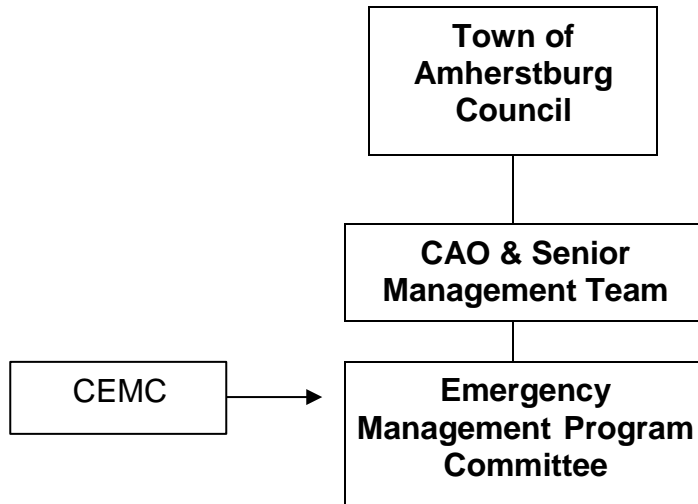 Town of
Amherstburg
Council
CAO & Senior
Management Team
CEMC
Emergency
Management Program
Committee